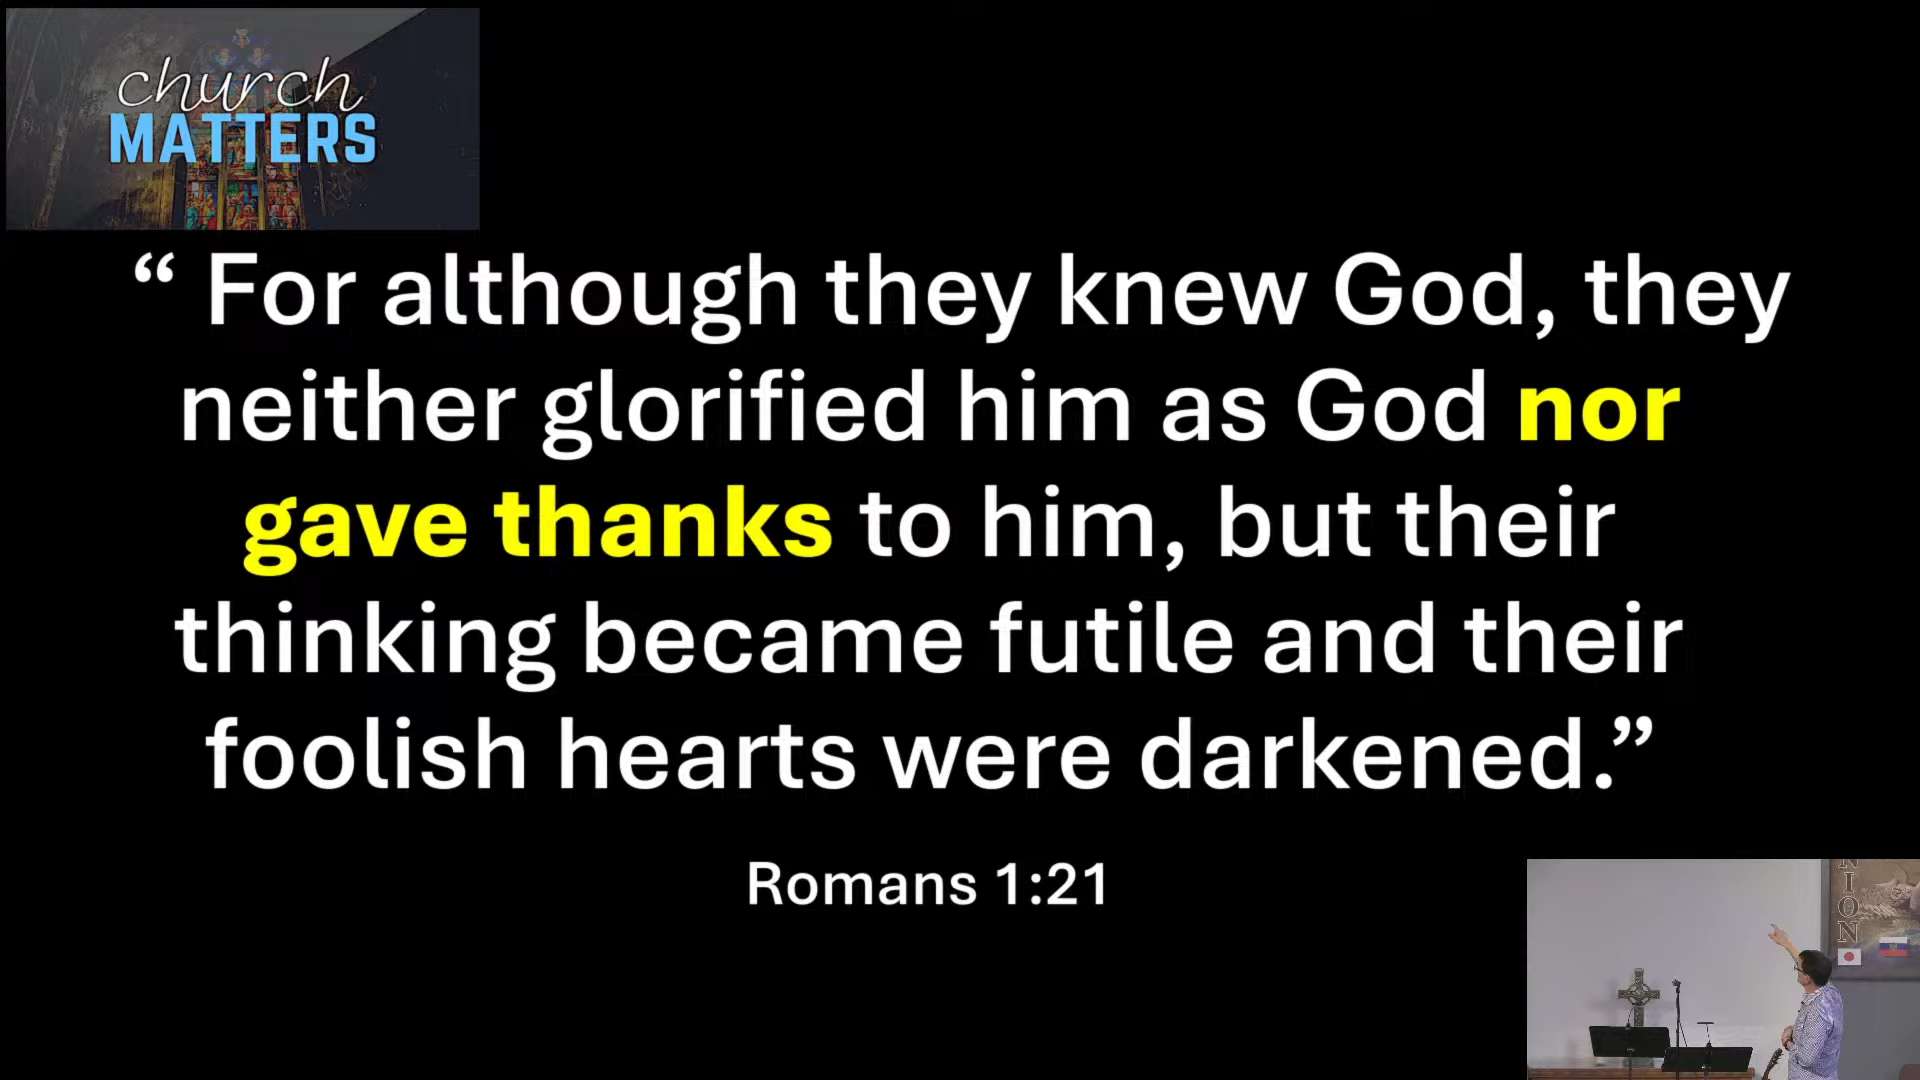 church
MATTERS
“ For although they knew God, they
neither glorified him as God nor
gave thanks to him, but their
thinking became futile and their
foolish hearts were darkened.”
Romans 1:21
NION